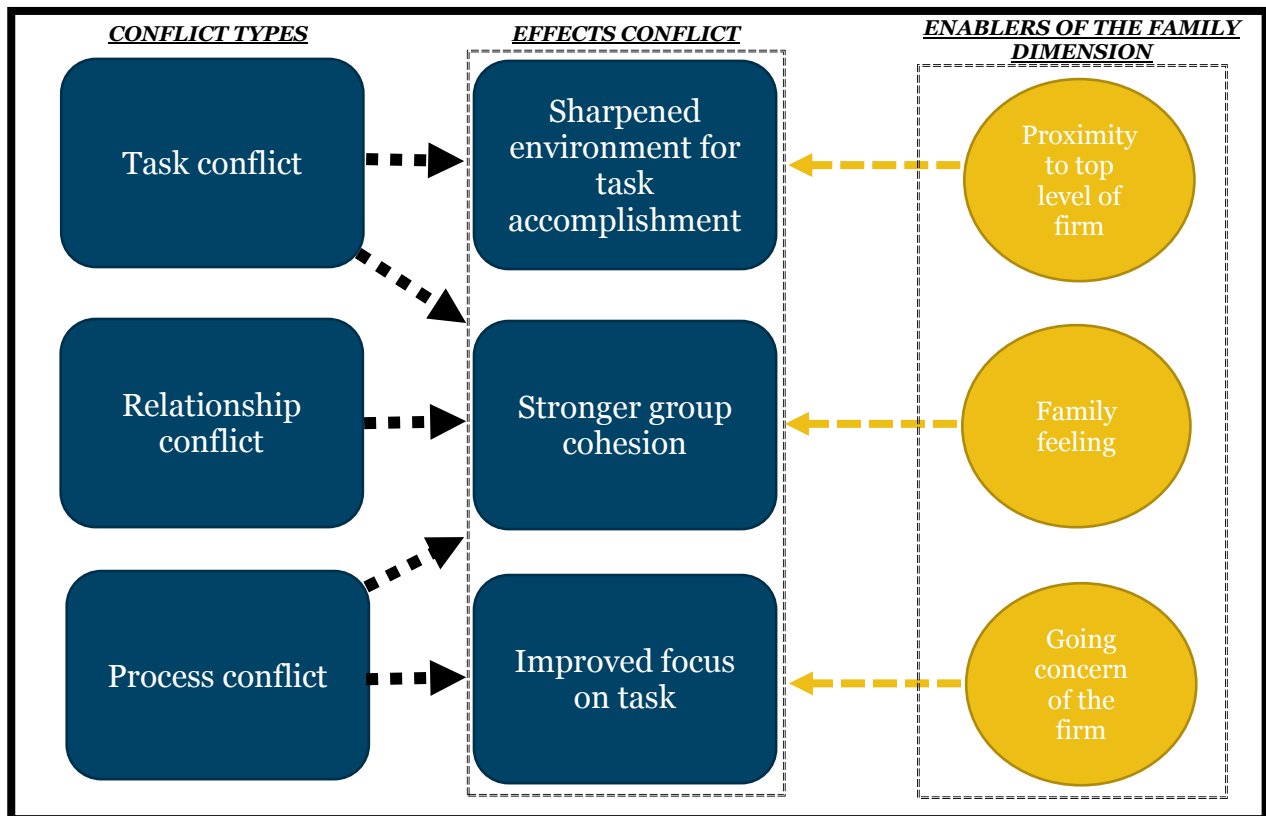 CONFLICT TYPES
EFFECTS CONFLICT
ENABLERS OF THE FAMILY
DIMENSION
Task conflict
Sharpened
environment for
task
accomplishment
Proximity
to top
level of
firm
Relationship
conflict
Stronger group
cohesion
Family
feeling
Process conflict
Improved focus
on task
Going
concern
of the
firm